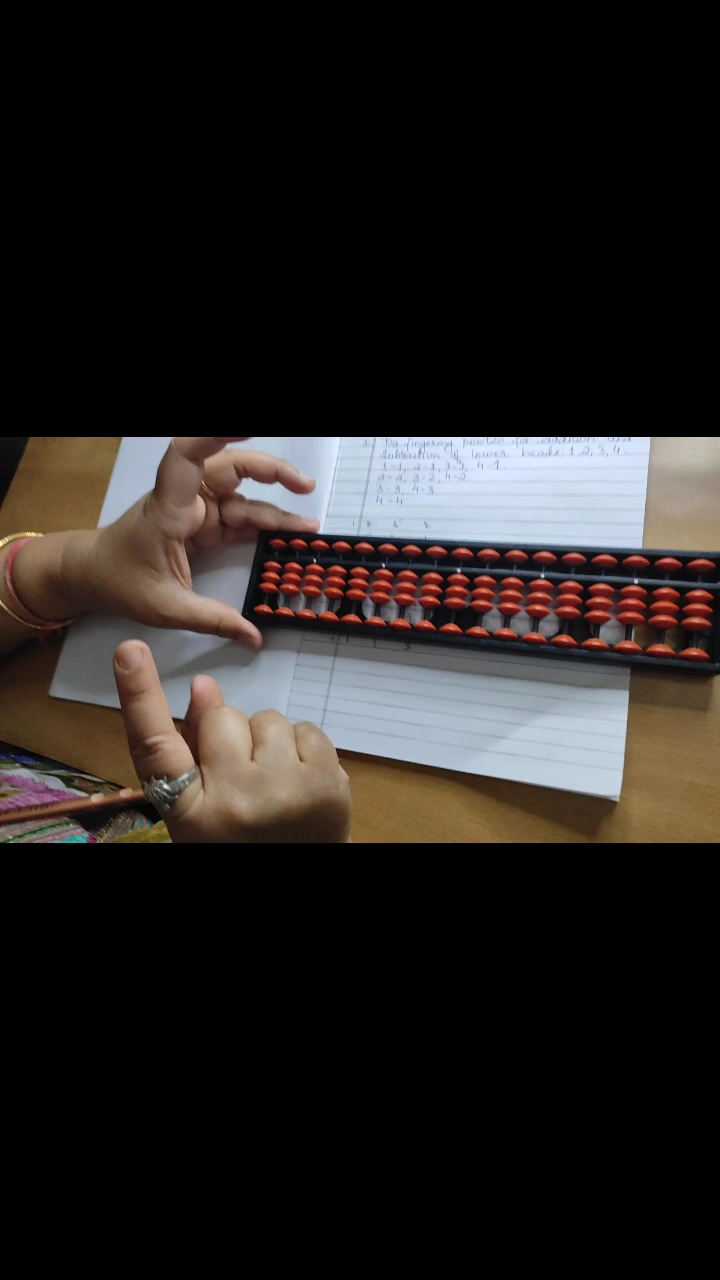 2. Do fingering practice for addition and
subtraction of lower beads: 1, 2, 3, 4.
1-1, 2-1, 3-1, 4-1.
2-2, 3-2, 4-2
3-3, 4-3
4-4